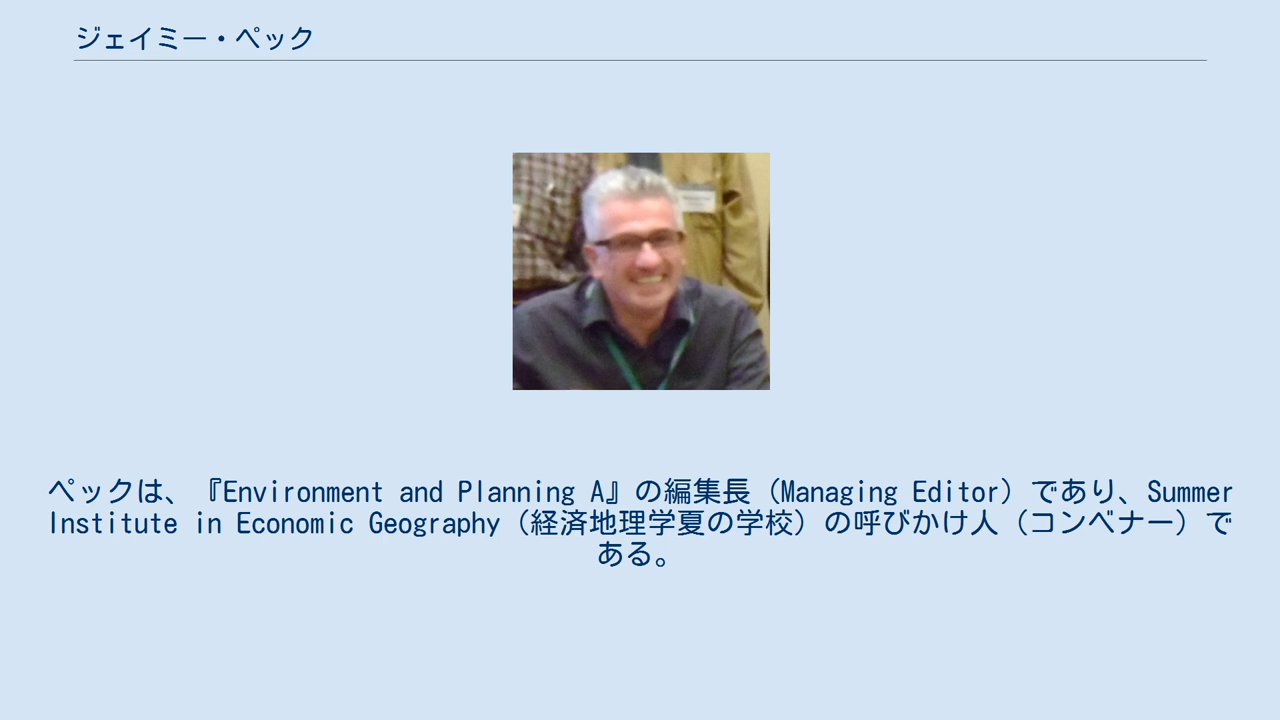 ジェイミー・ペック
ペックは、『Environment and Planning A』の編集長（Managing Editor）であり、Summer
Institute in Economic Geography（経済地理学夏の学校）の呼びかけ人（コンベナー）で
ある。